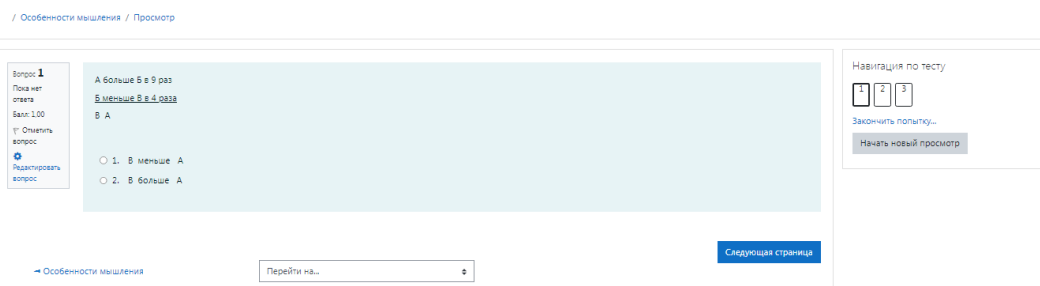 / Особенности мышления / Просмотр
Вопрос 1
Пока нет
ответа
Балл: 1,00
Отметить
вопрос
Редактировать
вопрос
А больше Б в 9 раз
Б меньше В в 4 раза
В А
1. В меньше А
2. В больше А
Следующая страница
◄ Особенности мышления
Перейти на...
Навигация по тесту
1 2 3
Закончить попытку...
Начать новый просмотр